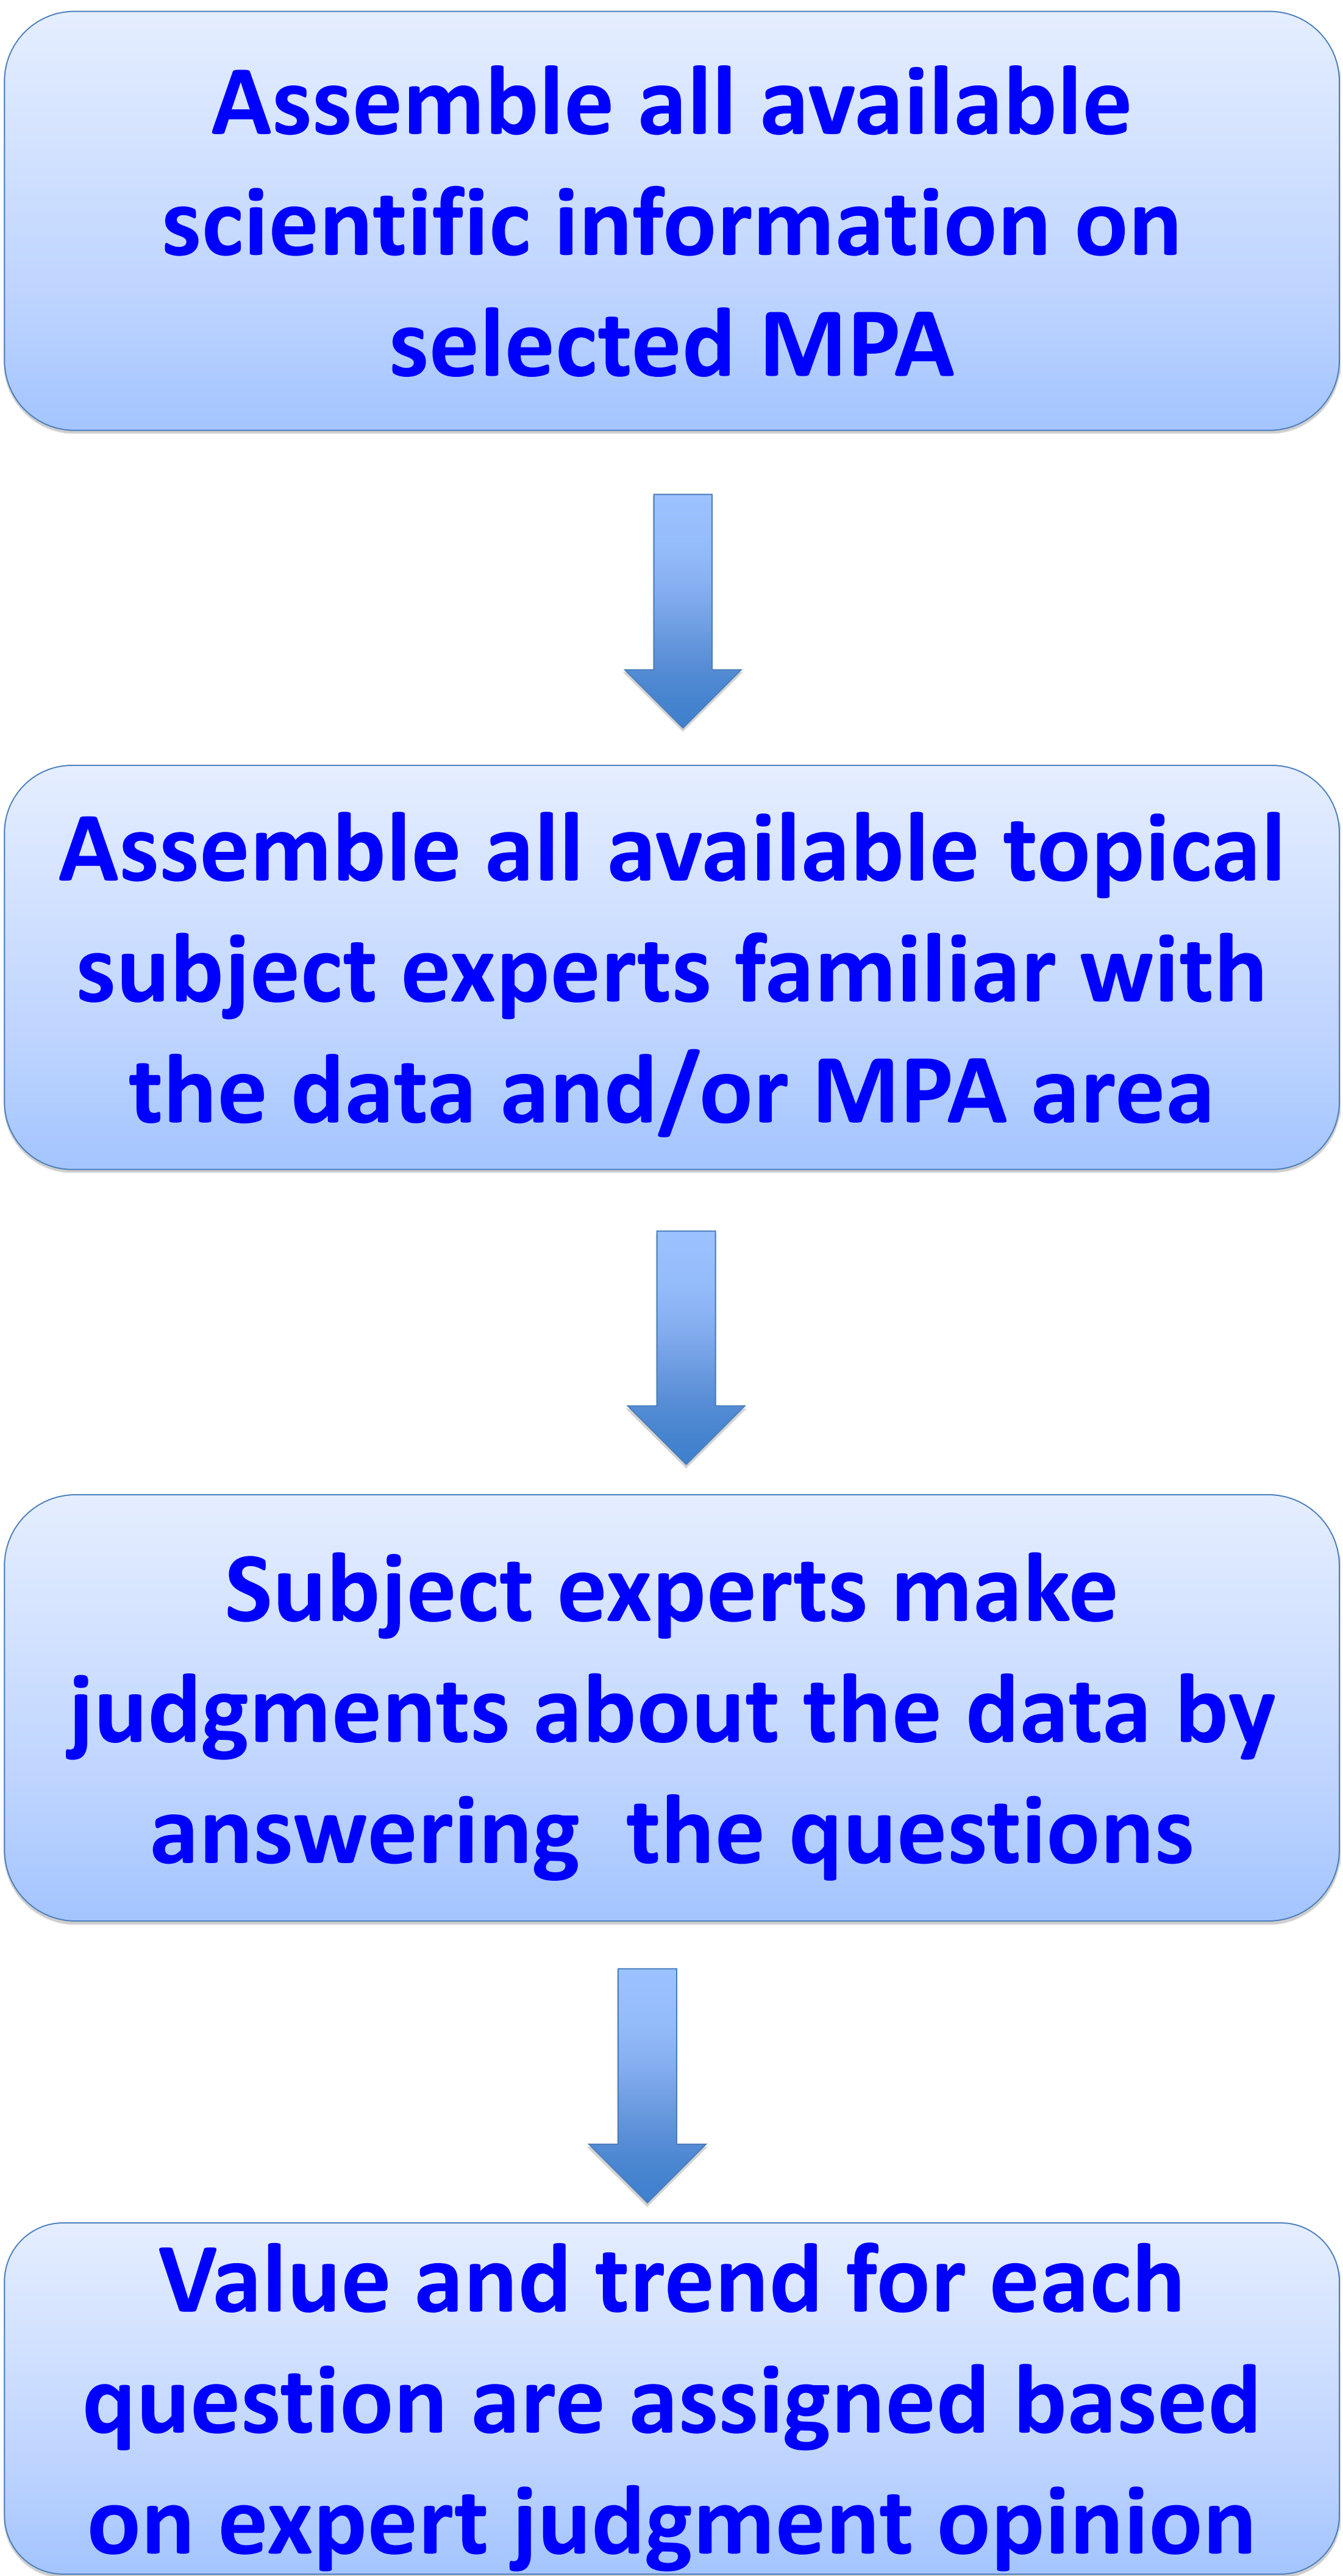 Assemble all available
scientific information on
selected MPA
Assemble all available topical
subject experts familiar with
the data and/or MPA area
Subject experts make
judgments about the data by
answering  the questions
Value and trend for each
question are assigned based
on expert judgment opinion